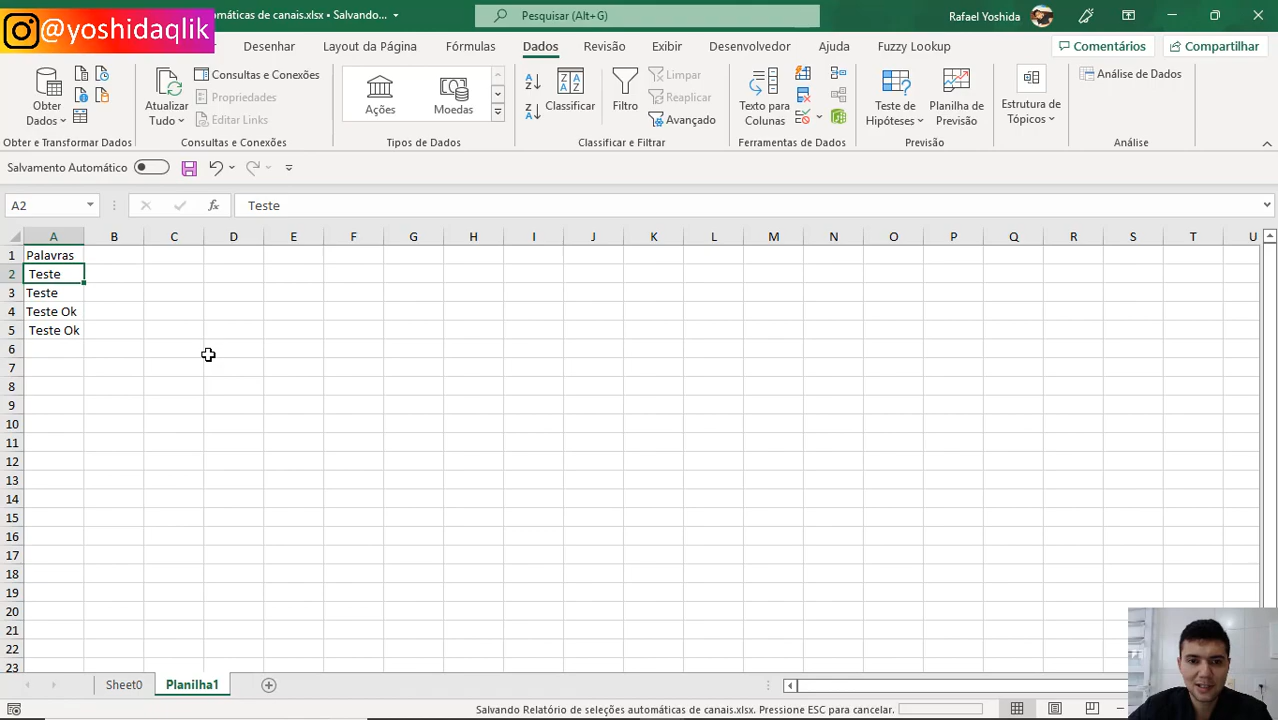 @yoshidaqlik
omáticas de canais.xlsx • Salvando...
Pesquisar (Alt+G)
Rafael Yoshida
Desenhar
Layout da Página
Fórmulas
Dados
Revisão
Exibir
Desenvolvedor
Ajuda
Fuzzy Lookup
Comentários
Compartilhar
Obter Dados
Atualizar Tudo
Consultas e Conexões
Propriedades
Editar Links
Ações
Moedas
Classificar
Filtro
Limpar
Reaplicar
Avançado
Texto para Colunas
Teste de Hipóteses
Planilha de Previsão
Estrutura de Tópicos
Análise de Dados
Obter e Transformar Dados
Consultas e Conexões
Tipos de Dados
Classificar e Filtrar
Ferramentas de Dados
Previsão
Análise
Salvamento Automático
A2
fx
Teste
A B C D E F G H I J K L M N O P Q R S T U
1 Palavras
2 Teste
3 Teste
4 Teste Ok
5 Teste Ok
6
7
8
9
10
11
12
13
14
15
16
17
18
19
20
21
22
23
Sheet0
Planilha1
Salvando Relatório de seleções automáticas de canais.xlsx. Pressione ESC para cancelar.